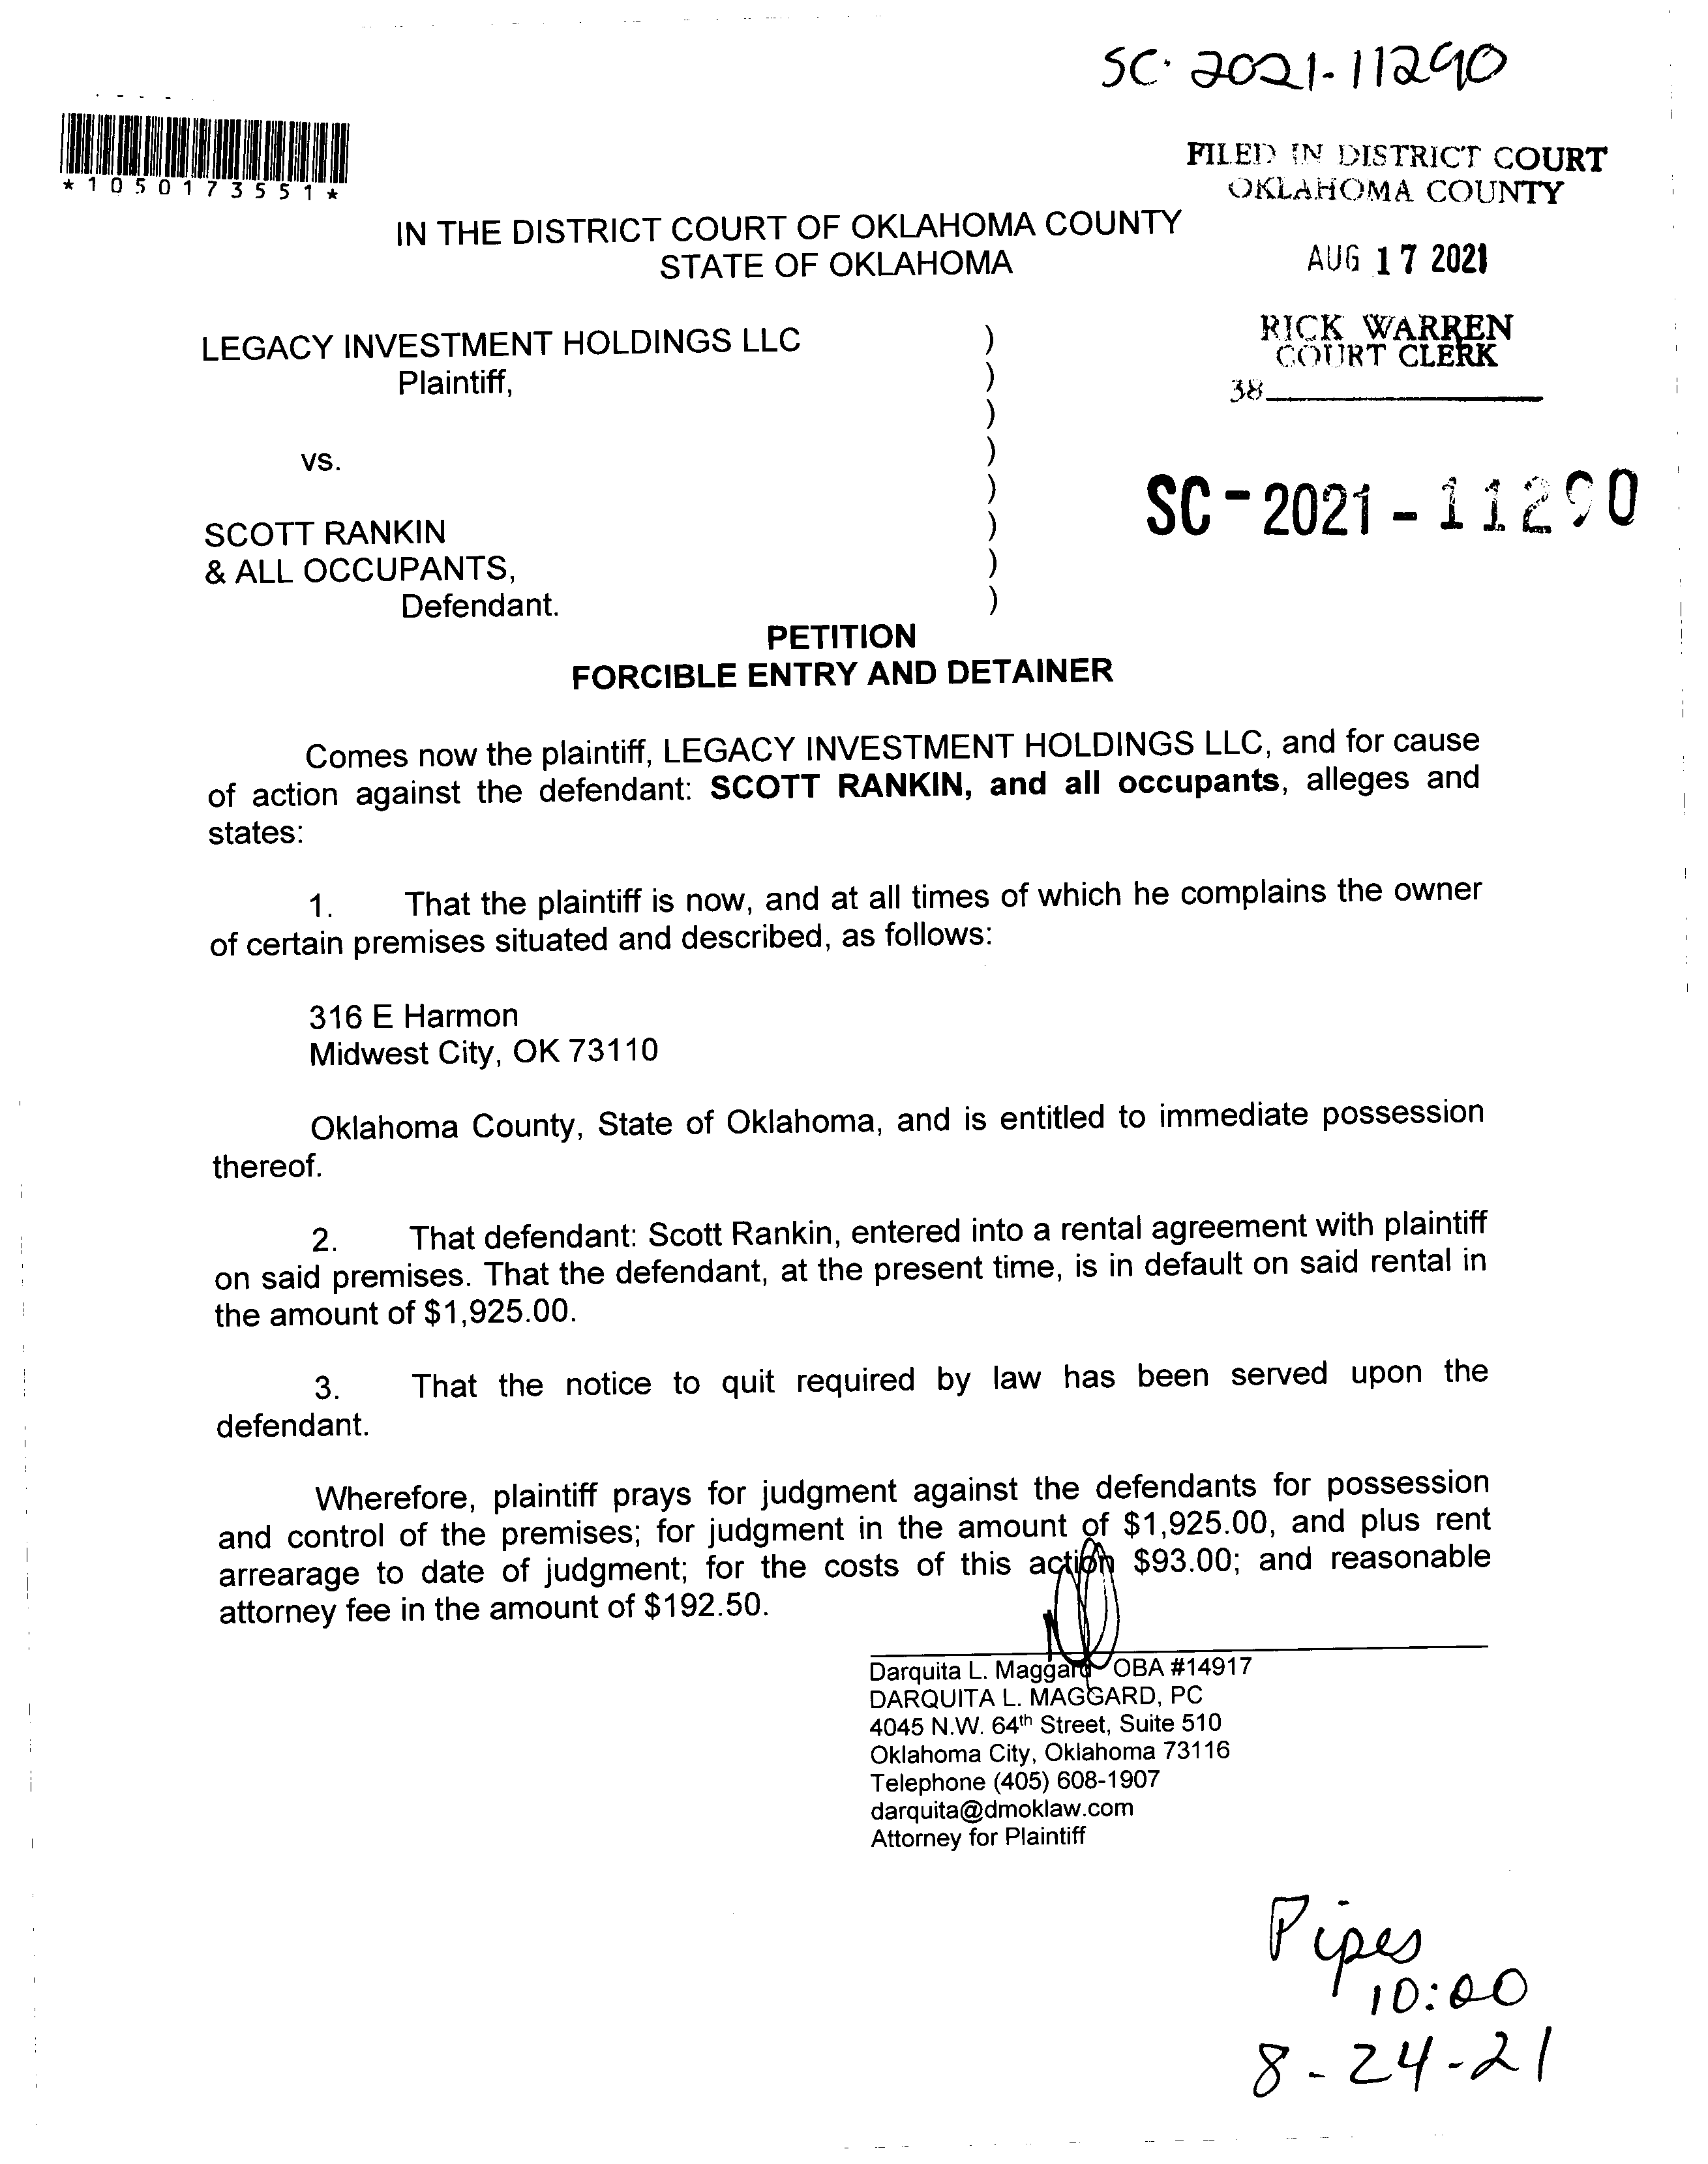 SC. 2021-11290
FILED IN DISTRICT COURT
OKLAHOMA COUNTY
*1050173551*
IN THE DISTRICT COURT OF OKLAHOMA COUNTY
STATE OF OKLAHOMA
AUG 17 2021
RICK WARREN
COURT CLERK
38
LEGACY INVESTMENT HOLDINGS LLC )
Plaintiff, )
)
vs. )
)
SCOTT RANKIN )
& ALL OCCUPANTS, )
Defendant. )
SC-2021-11290
PETITION
FORCIBLE ENTRY AND DETAINER
Comes now the plaintiff, LEGACY INVESTMENT HOLDINGS LLC, and for cause
of action against the defendant: SCOTT RANKIN, and all occupants, alleges and
states:
1. That the plaintiff is now, and at all times of which he complains the owner
of certain premises situated and described, as follows:
316 E Harmon
Midwest City, OK 73110
Oklahoma County, State of Oklahoma, and is entitled to immediate possession
thereof.
2. That defendant: Scott Rankin, entered into a rental agreement with plaintiff
on said premises. That the defendant, at the present time, is in default on said rental in
the amount of $1,925.00.
3. That the notice to quit required by law has been served upon the
defendant.
Wherefore, plaintiff prays for judgment against the defendants for possession
and control of the premises; for judgment in the amount of $1,925.00, and plus rent
arrearage to date of judgment; for the costs of this action $93.00; and reasonable
attorney fee in the amount of $192.50.
Darquita L. Maggard OBA #14917
DARQUITA L. MAGGARD, PC
4045 N.W. 64th Street, Suite 510
Oklahoma City, Oklahoma 73116
Telephone (405) 608-1907
darquita@dmoklaw.com
Attorney for Plaintiff
Pipes
10:00
8-24-21